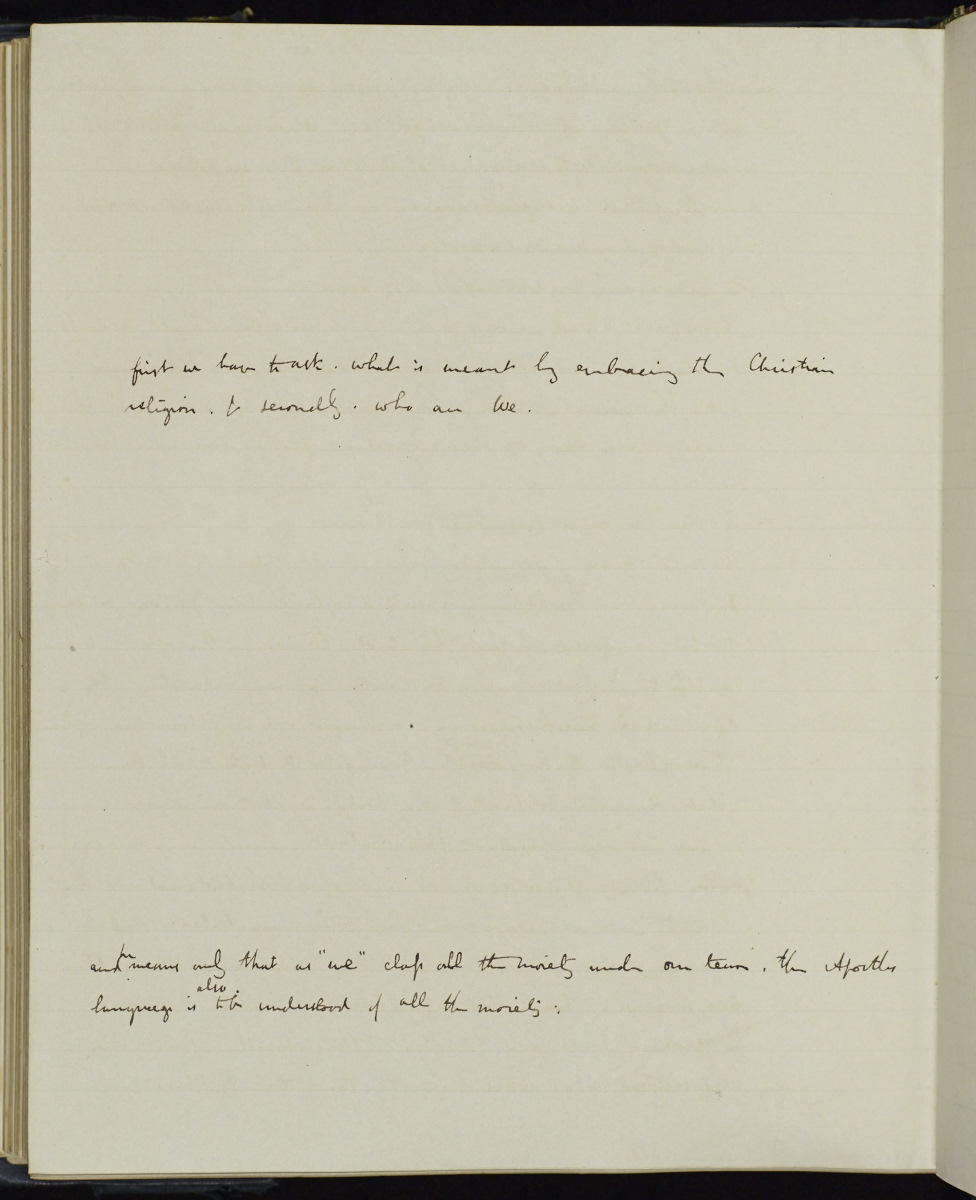 first we have to ask. what is meant by embracing the Christian
religion. & secondly. who are We.
and he means only that as "we" class all the moiety under one term, the Apostles
language is also to be understood of all the moiety: